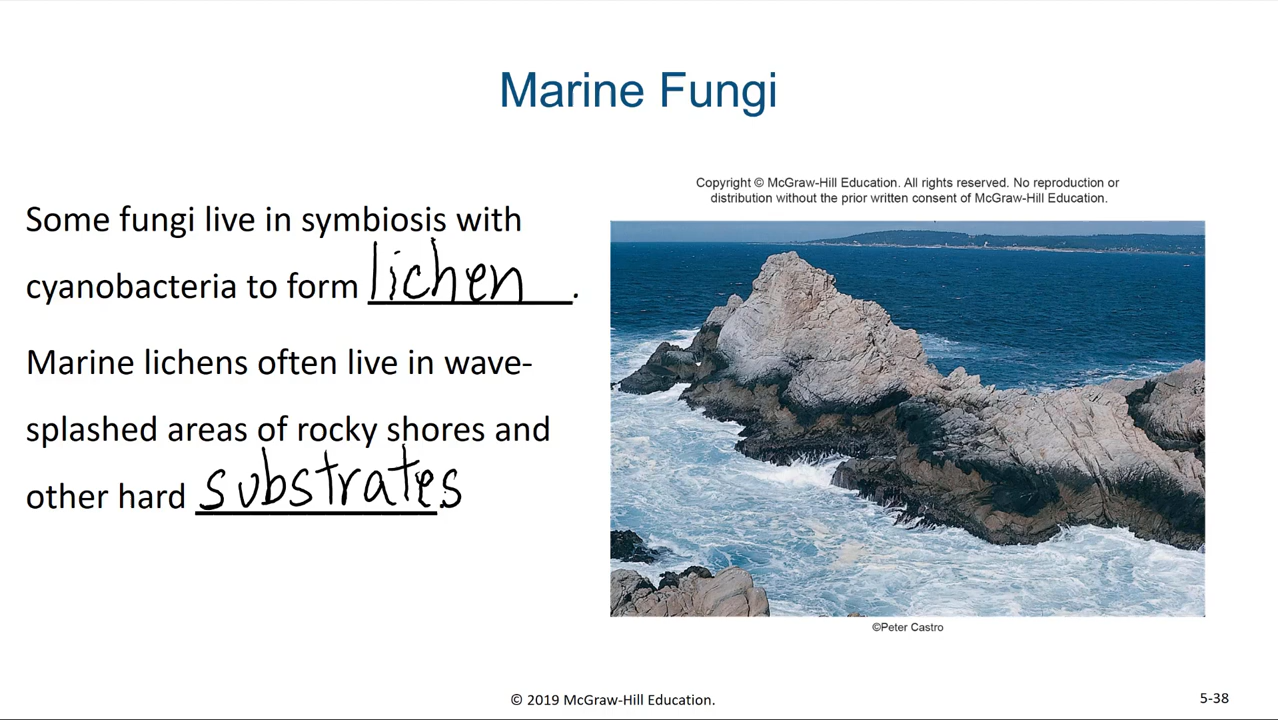 Marine Fungi
Some fungi live in symbiosis with
cyanobacteria to form lichen.
Marine lichens often live in wave-
splashed areas of rocky shores and
other hard substrates.
Copyright © McGraw-Hill Education. All rights reserved. No reproduction or
distribution without the prior written consent of McGraw-Hill Education.
©Peter Castro
© 2019 McGraw-Hill Education.
5-38